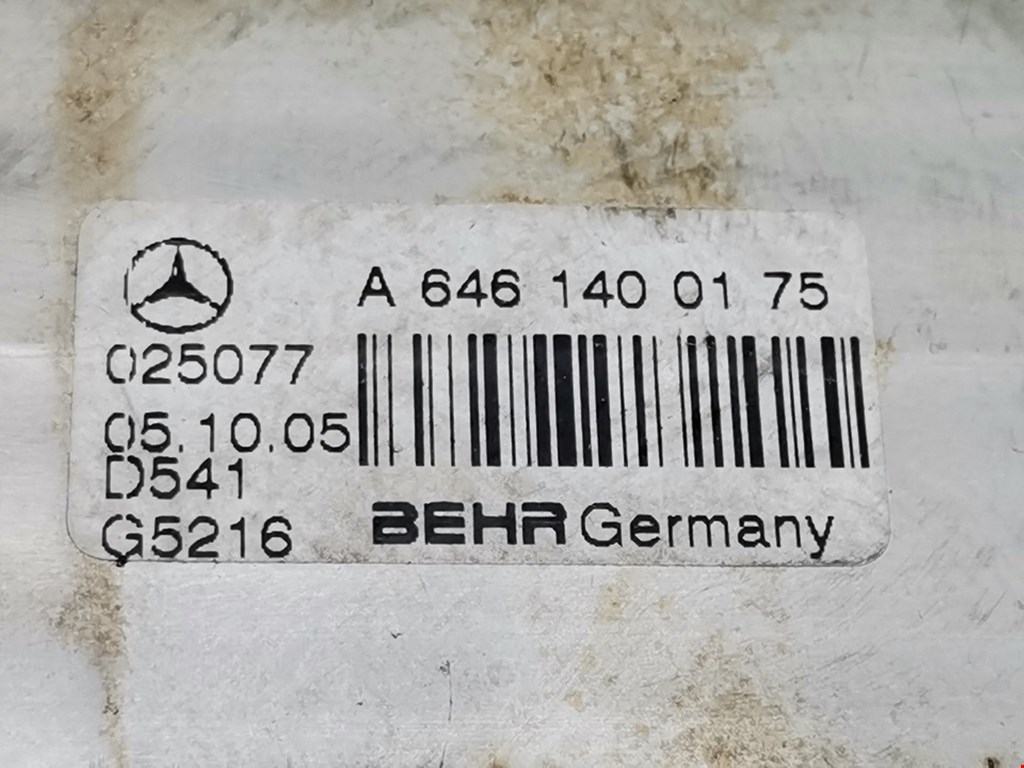 A 646 140 01 75
025077
05.10.05
D541
G5216
BEHR Germany